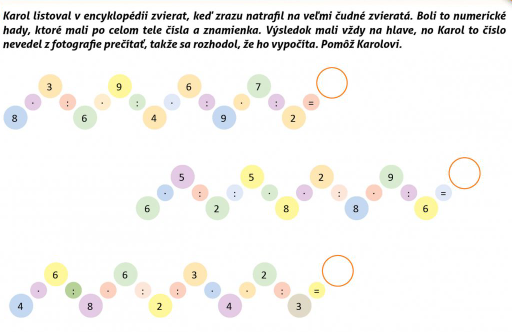 Karol listoval v encyklopédii zvierat, keď zrazu natrafil na veľmi čudné zvieratá. Boli to numerické
hady, ktoré mali po celom tele čísla a znamienka. Výsledok mali vždy na hlave, no Karol to číslo
nevedel z fotografie prečítať, takže sa rozhodol, že ho vypočíta. Pomôž Karolovi.
8 · 3 : 6 · 9 : 4 · 6 : 9 · 7 : 2 =
6 · 5 : 2 : 5 · 8 · 2 : 8 · 9 : 6 =
4 · 6 : 8 · 6 : 2 : 3 · 4 · 2 : 3 =